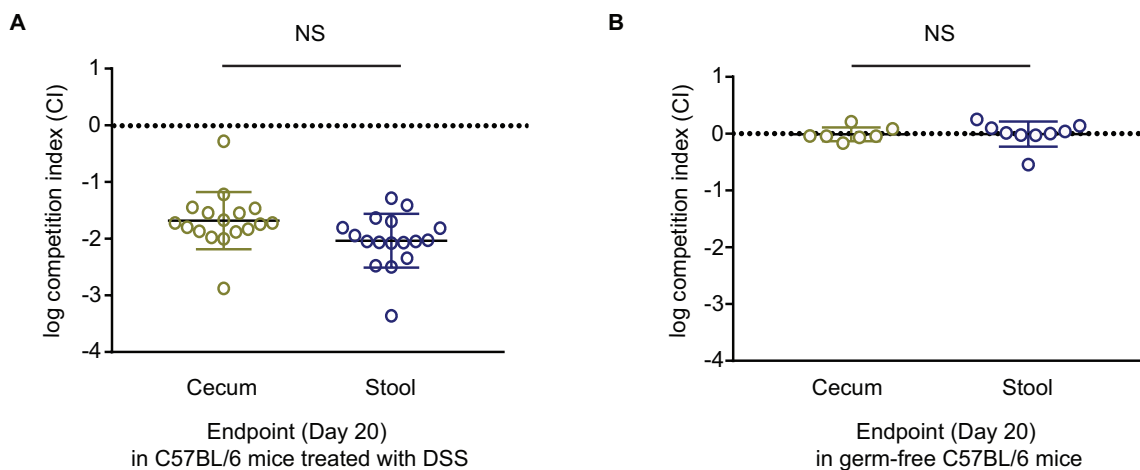 A
NS
log competition index (CI)
1
0
-1
-2
-3
-4
Cecum
Stool
Endpoint (Day 20)
in C57BL/6 mice treated with DSS
B
NS
log competition index (CI)
1
0
-1
-2
-3
-4
Cecum
Stool
Endpoint (Day 20)
in germ-free C57BL/6 mice